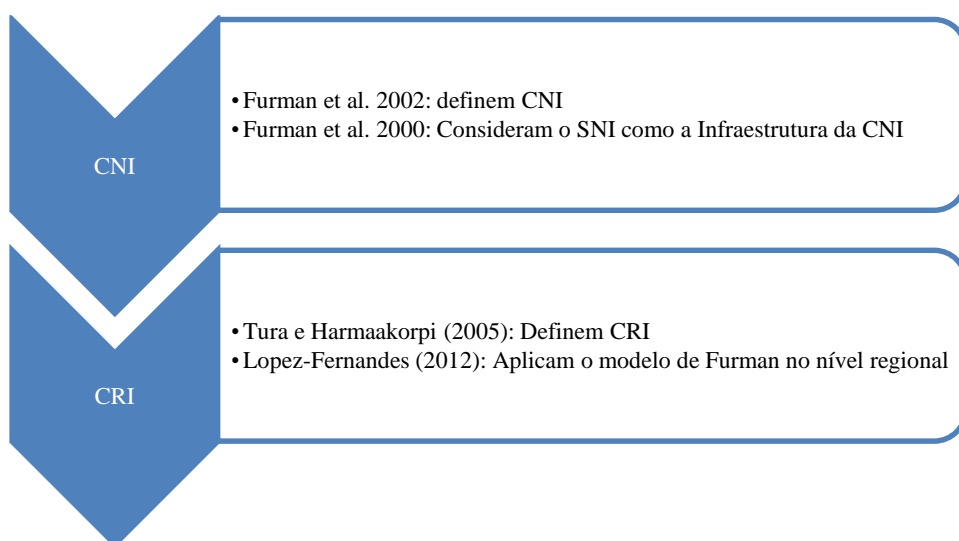 • Furman et al. 2002: definem CNI
• Furman et al. 2000: Consideram o SNI como a Infraestrutura da CNI
CNI
• Tura e Harmaakorpi (2005): Definem CRI
• Lopez-Fernandes (2012): Aplicam o modelo de Furman no nível regional
CRI